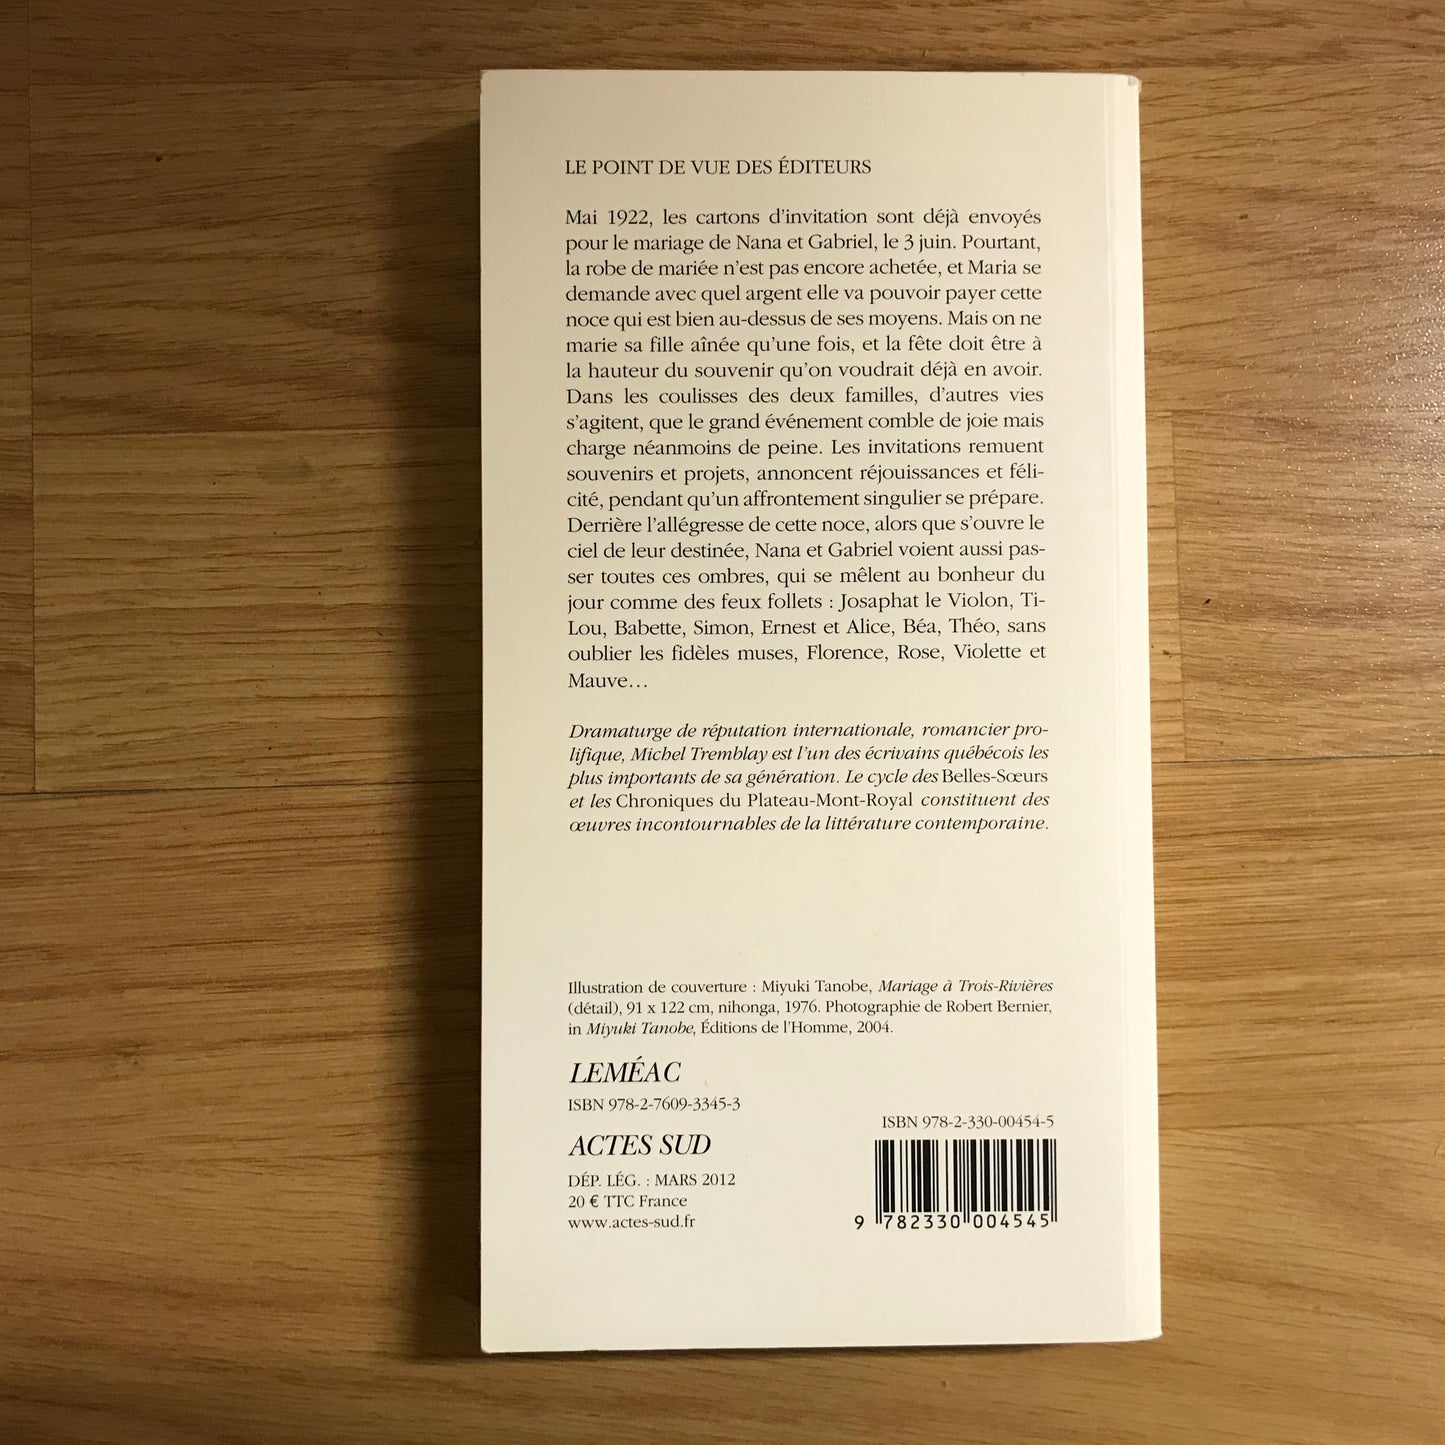 LE POINT DE VUE DES ÉDITEURS
Mai 1922, les cartons d'invitation sont déjà envoyés
pour le mariage de Nana et Gabriel, le 3 juin. Pourtant,
la robe de mariée n'est pas encore achetée, et Maria se
demande avec quel argent elle va pouvoir payer cette
noce qui est bien au-dessus de ses moyens. Mais on ne
marie sa fille aînée qu'une fois, et la fête doit être à
la hauteur du souvenir qu'on voudrait déjà en avoir.
Dans les coulisses des deux familles, d'autres vies
s'agitent, que le grand événement comble de joie mais
charge néanmoins de peine. Les invitations remuent
souvenirs et projets, annoncent réjouissances et féli-
cité, pendant qu'un affrontement singulier se prépare.
Derrière l'allégresse de cette noce, alors que s'ouvre le
ciel de leur destinée, Nana et Gabriel voient aussi pas-
ser toutes ces ombres, qui se mêlent au bonheur du
jour comme des feux follets : Josaphat le Violon, Ti-
Lou, Babette, Simon, Ernest et Alice, Béa, Théo, sans
oublier les fidèles muses, Florence, Rose, Violette et
Mauve…
Dramaturge de réputation internationale, romancier pro-
lifique, Michel Tremblay est l'un des écrivains québécois les
plus importants de sa génération. Le cycle des Belles-Sœurs
et les Chroniques du Plateau-Mont-Royal constituent des
œuvres incontournables de la littérature contemporaine.
Illustration de couverture : Miyuki Tanobe, Mariage à Trois-Rivières
(détail), 91 x 122 cm, nihonga, 1976. Photographie de Robert Bernier,
in Miyuki Tanobe, Éditions de l'Homme, 2004.
LEMÉAC
ISBN 978-2-7609-3345-3
ACTES SUD
DÉP. LÉG. : MARS 2012
20 € TTC France
www.actes-sud.fr
ISBN 978-2-330-00454-5
9 782330 004545